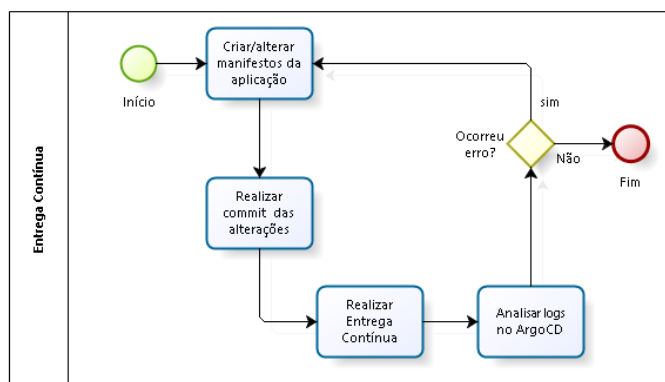 Entrega Contínua
Início
Criar/alterar
manifestos da
aplicação
Realizar
commit das
alterações
Realizar
Entrega
Contínua
Analisar logs
no ArgoCD
Ocorreu
erro?
sim
Não
Fim